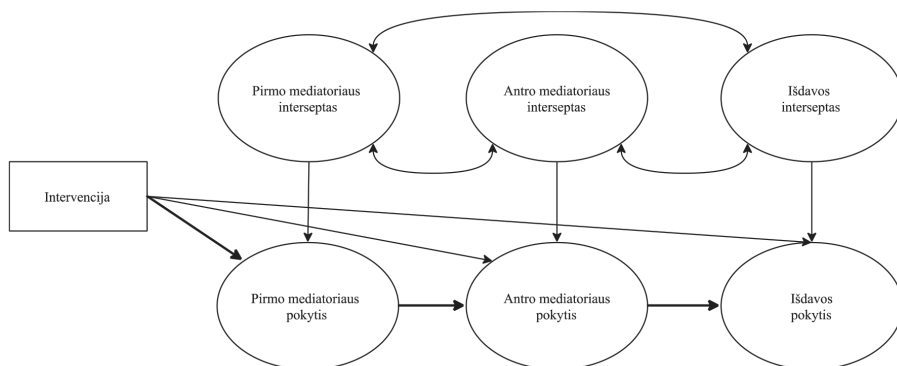 Pirmo mediatoriaus
interseptas
Antro mediatoriaus
interseptas
Išdavos
interseptas
Intervencija
Pirmo mediatoriaus
pokytis
Antro mediatoriaus
pokytis
Išdavos
pokytis